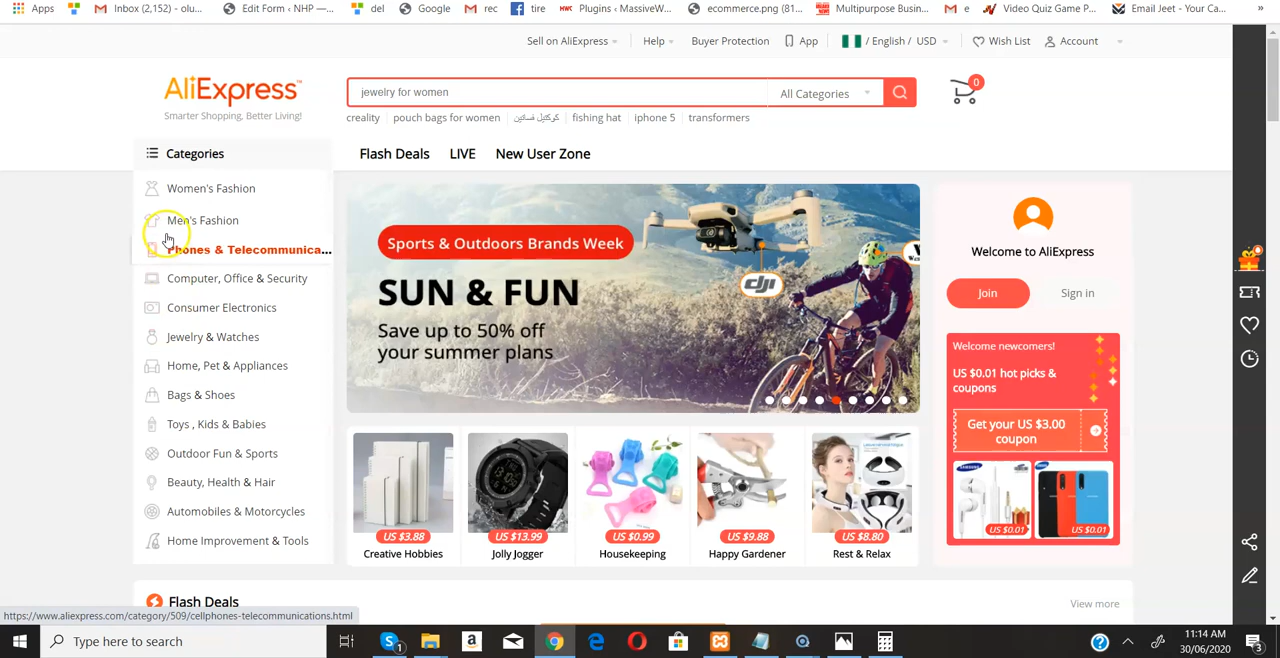 Apps
Inbox (2,152) - olu...
Edit Form ‹ NHP —...
del
Google
rec
tire
Plugins ‹ MassiveW...
ecommerce.png (81...
Multipurpose Busin...
e
Video Quiz Game P...
Email Jeet - Your Ca...
»
Sell on AliExpress
Help
Buyer Protection
App
/ English / USD
Wish List
Account
AliExpress™
Smarter Shopping, Better Living!
jewelry for women
All Categories
0
creality
pouch bags for women
كوكتيل فساتين
fishing hat
iphone 5
transformers
Categories
Flash Deals
LIVE
New User Zone
Women's Fashion
Men's Fashion
Phones & Telecommunica...
Computer, Office & Security
Consumer Electronics
Jewelry & Watches
Home, Pet & Appliances
Bags & Shoes
Toys , Kids & Babies
Outdoor Fun & Sports
Beauty, Health & Hair
Automobiles & Motorcycles
Home Improvement & Tools
Sports & Outdoors Brands Week
SUN & FUN
Save up to 50% off
your summer plans
dji
Welcome to AliExpress
Join
Sign in
Welcome newcomers!
US $0.01 hot picks &
coupons
Get your US $3.00
coupon
SAMSUNG
SAMSUNG
US $0.01
US $0.01
US $3.88
Creative Hobbies
US $13.99
Jolly Jogger
US $0.99
Housekeeping
US $9.88
Happy Gardener
US $8.80
Rest & Relax
Flash Deals
View more
https://www.aliexpress.com/category/509/cellphones-telecommunications.html
Type here to search
1
11:14 AM
30/06/2020
3